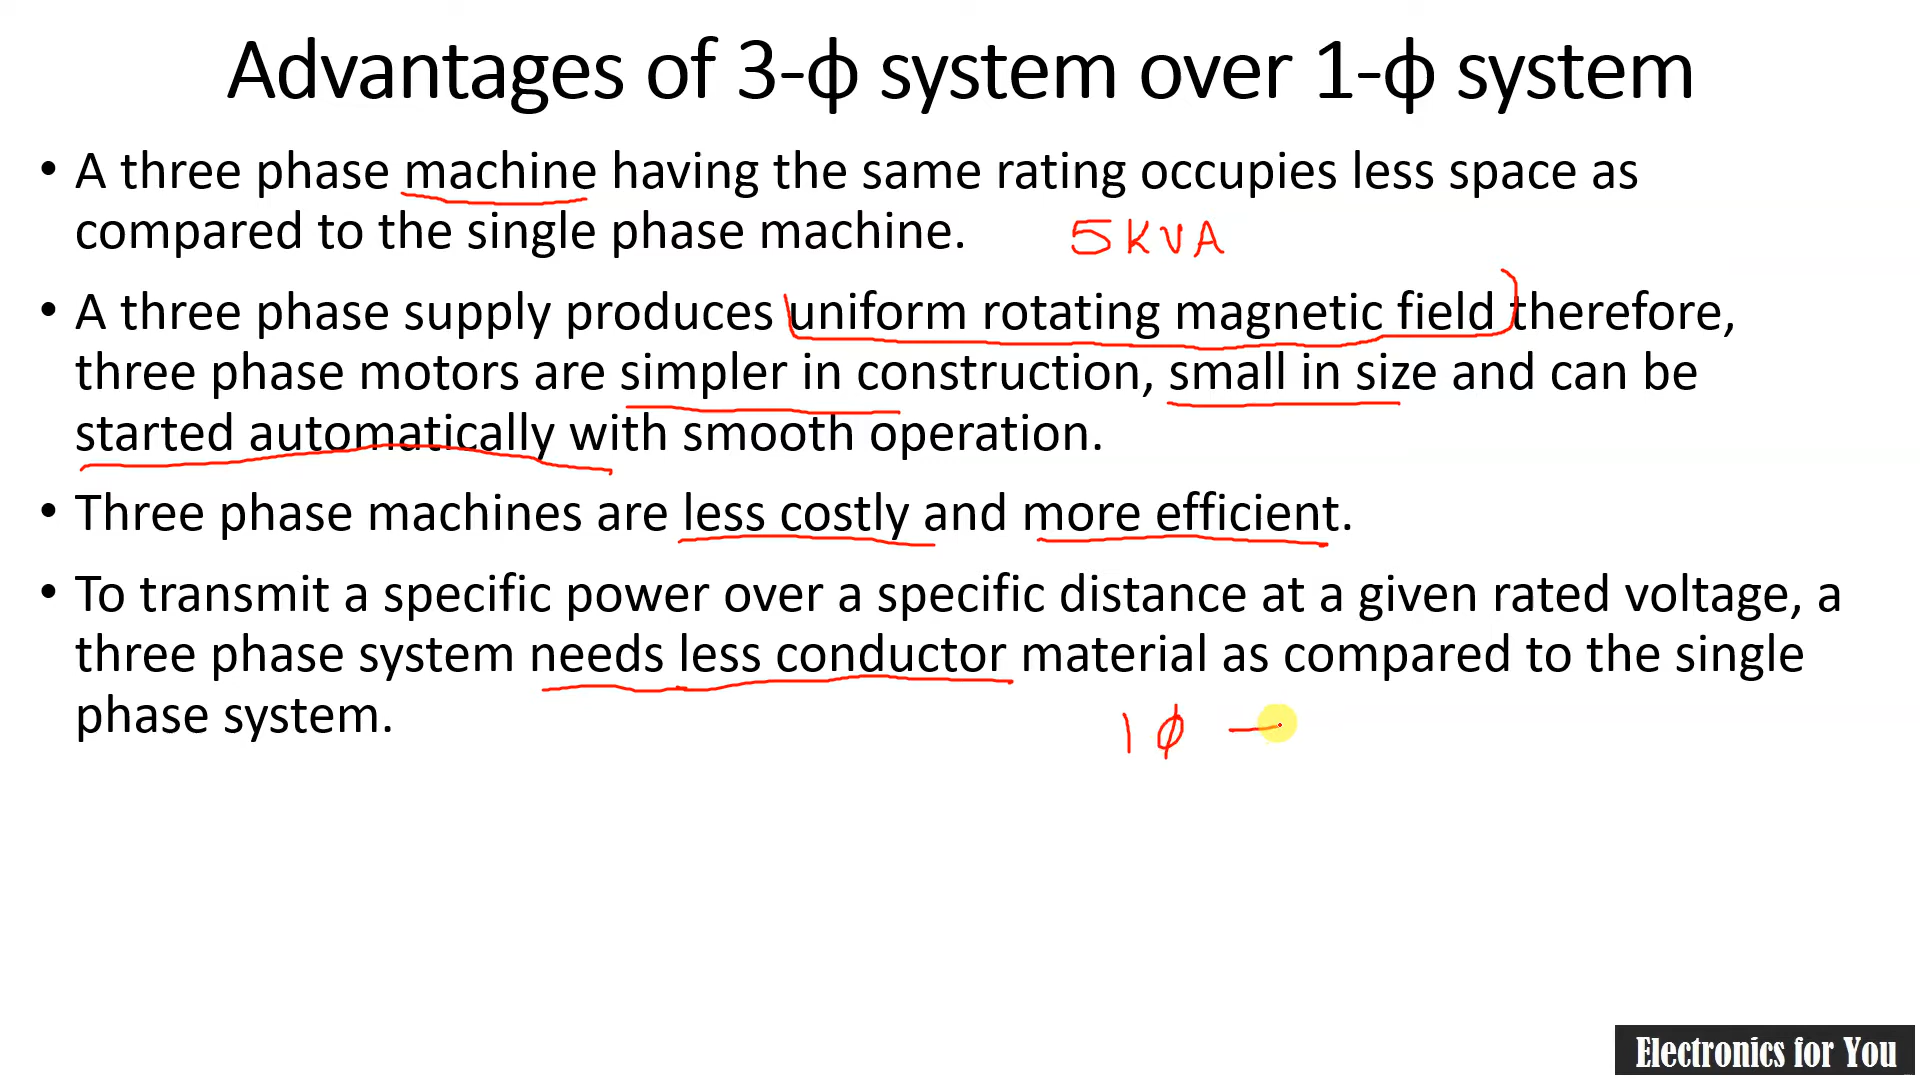 Advantages of 3-ф system over 1-ф system
• A three phase machine having the same rating occupies less space as
compared to the single phase machine. 5KVA
• A three phase supply produces uniform rotating magnetic field therefore,
three phase motors are simpler in construction, small in size and can be
started automatically with smooth operation.
• Three phase machines are less costly and more efficient.
• To transmit a specific power over a specific distance at a given rated voltage, a
three phase system needs less conductor material as compared to the single
phase system.
1ф —
Electronics for You